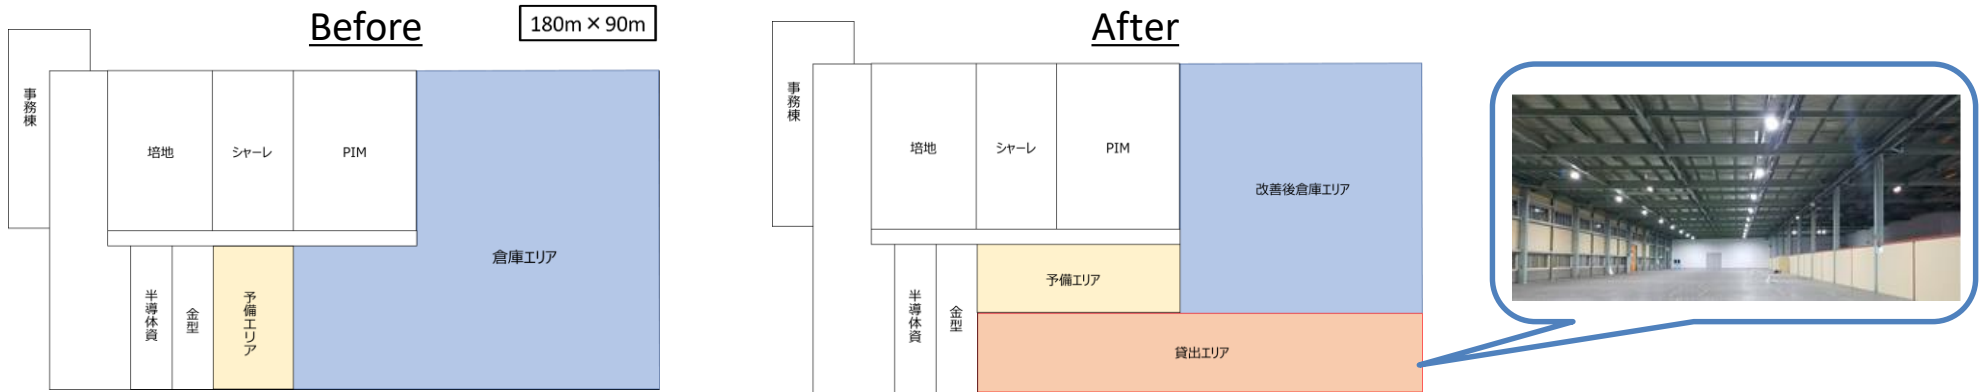 Before
180m×90m
事務棟
培地
シャーレ
PIM
倉庫エリア
半導体資
金型
予備エリア
After
事務棟
培地
シャーレ
PIM
改善後倉庫エリア
予備エリア
半導体資
金型
貸出エリア